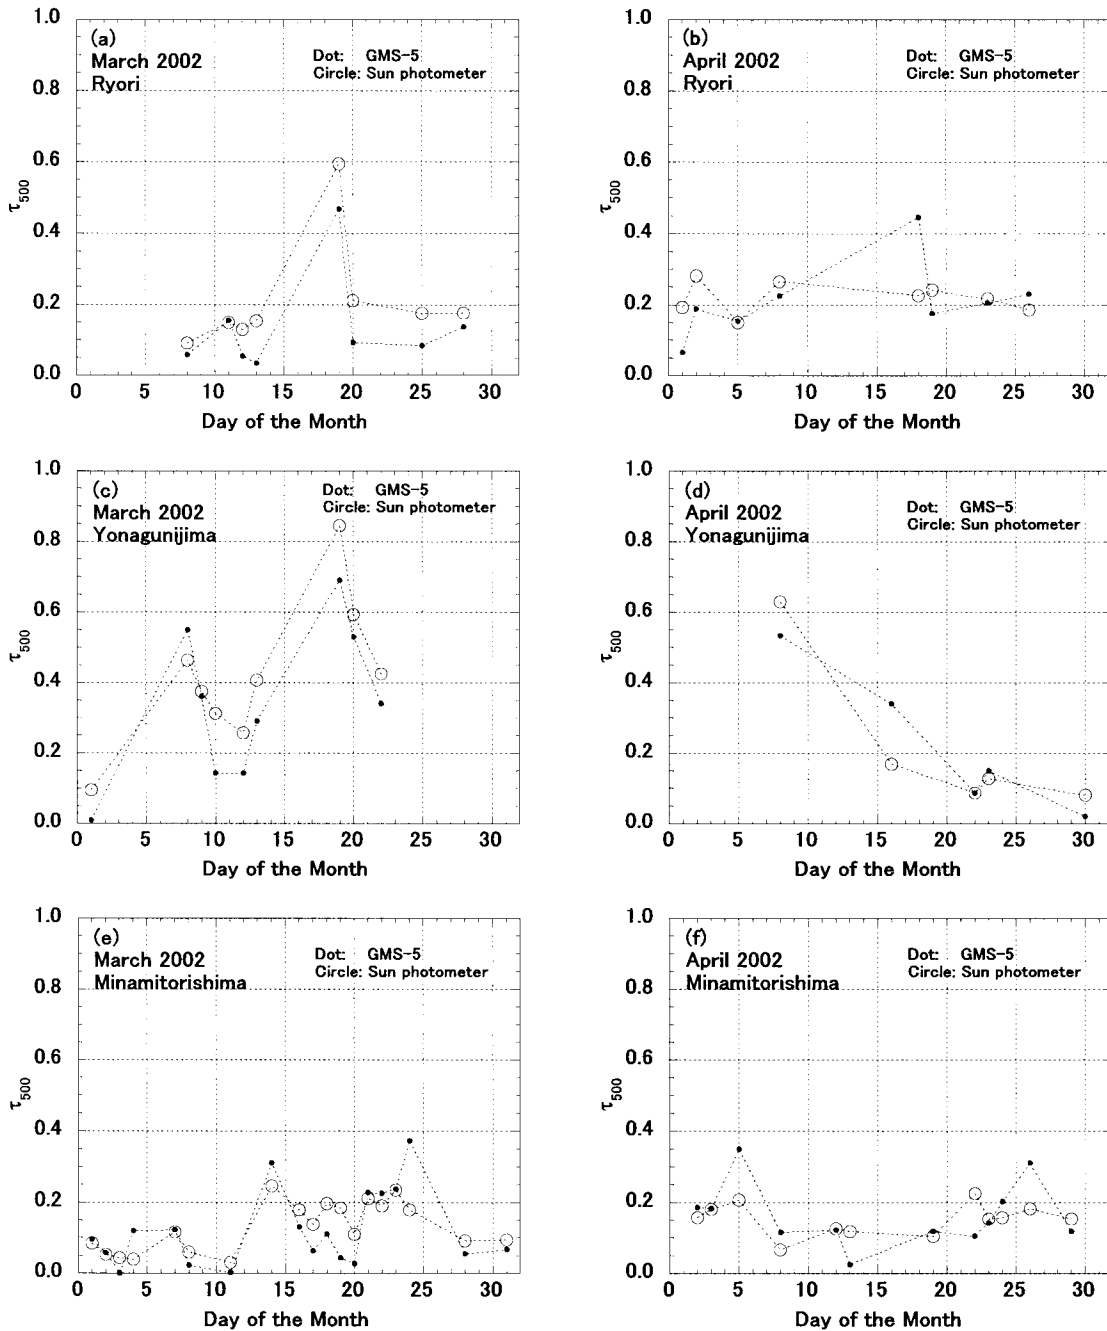 (a)
March 2002
Ryori
Dot: GMS-5
Circle: Sun photometer
1.0
0.8
0.6
0.4
0.2
0.0
τ500
0 5 10 15 20 25 30
Day of the Month
(b)
April 2002
Ryori
Dot: GMS-5
Circle: Sun photometer
1.0
0.8
0.6
0.4
0.2
0.0
τ500
0 5 10 15 20 25 30
Day of the Month
(c)
March 2002
Yonagunijima
Dot: GMS-5
Circle: Sun photometer
1.0
0.8
0.6
0.4
0.2
0.0
τ500
0 5 10 15 20 25 30
Day of the Month
(d)
April 2002
Yonagunijima
Dot: GMS-5
Circle: Sun photometer
1.0
0.8
0.6
0.4
0.2
0.0
τ500
0 5 10 15 20 25 30
Day of the Month
(e)
March 2002
Minamitorishima
Dot: GMS-5
Circle: Sun photometer
1.0
0.8
0.6
0.4
0.2
0.0
τ500
0 5 10 15 20 25 30
Day of the Month
(f)
April 2002
Minamitorishima
Dot: GMS-5
Circle: Sun photometer
1.0
0.8
0.6
0.4
0.2
0.0
τ500
0 5 10 15 20 25 30
Day of the Month